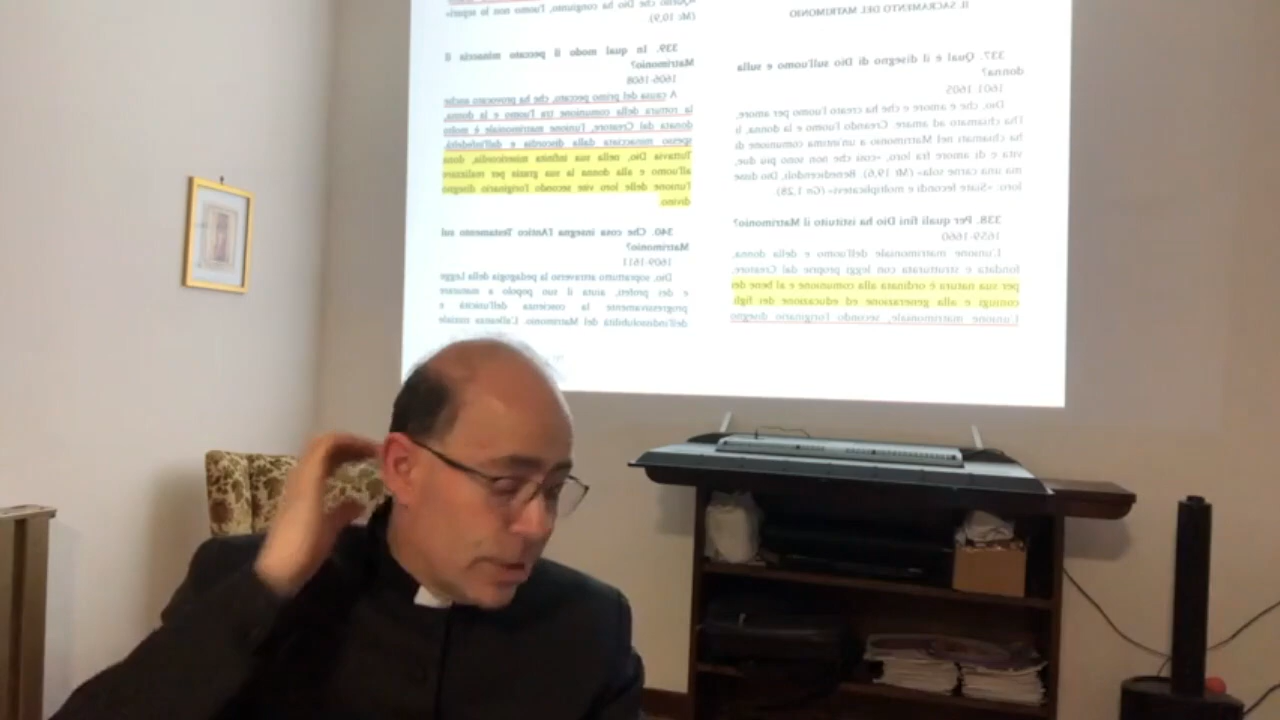 IL SACRAMENTO DEL MATRIMONIO
337. Qual è il disegno di Dio sull'uomo e sulla
donna?
1601-1605
Dio, che è amore e che ha creato l'uomo per amore,
l'ha chiamato ad amare. Creando l'uomo e la donna, li
ha chiamati nel Matrimonio a un'intima comunione di
vita e di amore fra loro, «così che non sono più due,
ma una carne sola» (Mt 19,6). Benedicendoli, Dio disse
loro: «Siate fecondi e moltiplicatevi» (Gn 1,28).
338. Per quali fini Dio ha istituito il Matrimonio?
1659-1660
L'unione matrimoniale dell'uomo e della donna,
fondata e strutturata con leggi proprie dal Creatore,
per sua natura è ordinata alla comunione e al bene dei
coniugi e alla generazione ed educazione dei figli.
L'unione matrimoniale, secondo l'originario disegno
«Quello che Dio ha congiunto, l'uomo non lo separi»
(Mc 10,9).
339. In qual modo il peccato minaccia il
Matrimonio?
1606-1608
A causa del primo peccato, che ha provocato anche
la rottura della comunione tra l'uomo e la donna,
donata dal Creatore, l'unione matrimoniale è molto
spesso minacciata dalla discordia e dall'infedeltà.
Tuttavia Dio, nella sua infinita misericordia, dona
all'uomo e alla donna la sua grazia per realizzare
l'unione delle loro vite secondo l'originario disegno
divino.
340. Che cosa insegna l'Antico Testamento sul
Matrimonio?
1609-1611
Dio, soprattutto attraverso la pedagogia della Legge
e dei profeti, aiuta il suo popolo a maturare
progressivamente la coscienza dell'unicità e
dell'indissolubilità del Matrimonio. L'alleanza nuziale